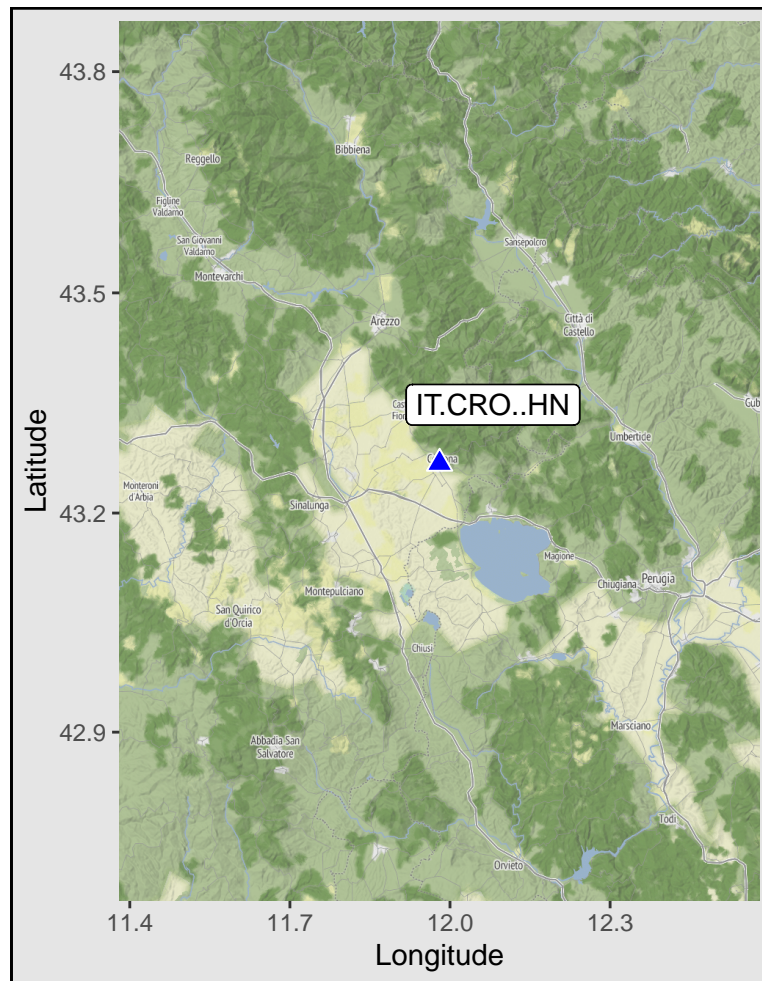 43.8
43.5
43.2
42.9
Latitude
Bibbiena
Reggello
Figline
Valdarno
San Giovanni
Valdarno
Montevarchi
Sansepolcro
Arezzo
Città di
Castello
IT.CRO..HN
Umbertide
Monteroni
d'Arbia
Sinalunga
Magione
Chiugiana
Perugia
Montepulciano
San Quirico
d'Orcia
Chiusi
Marsciano
Abbadia San
Salvatore
Todi
Orvieto
11.4
11.7
12.0
12.3
Longitude